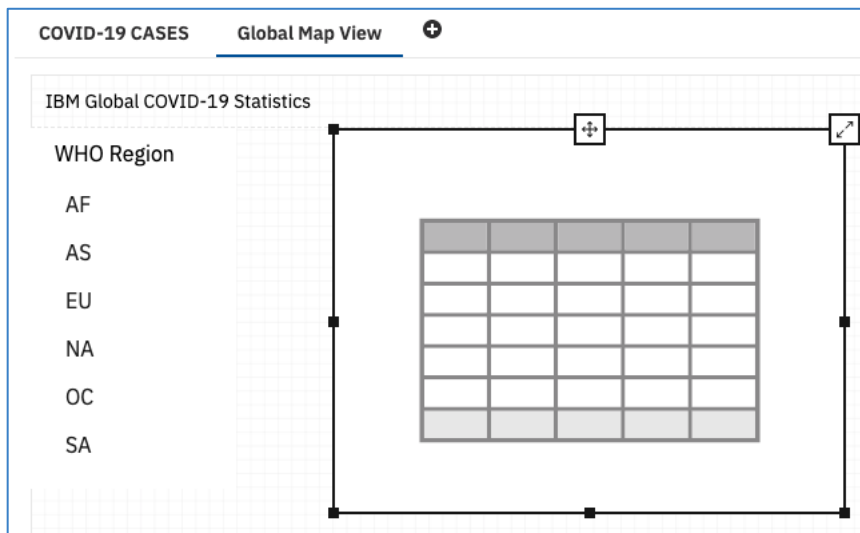 COVID-19 CASES
Global Map View
IBM Global COVID-19 Statistics
WHO Region
AF
AS
EU
NA
OC
SA